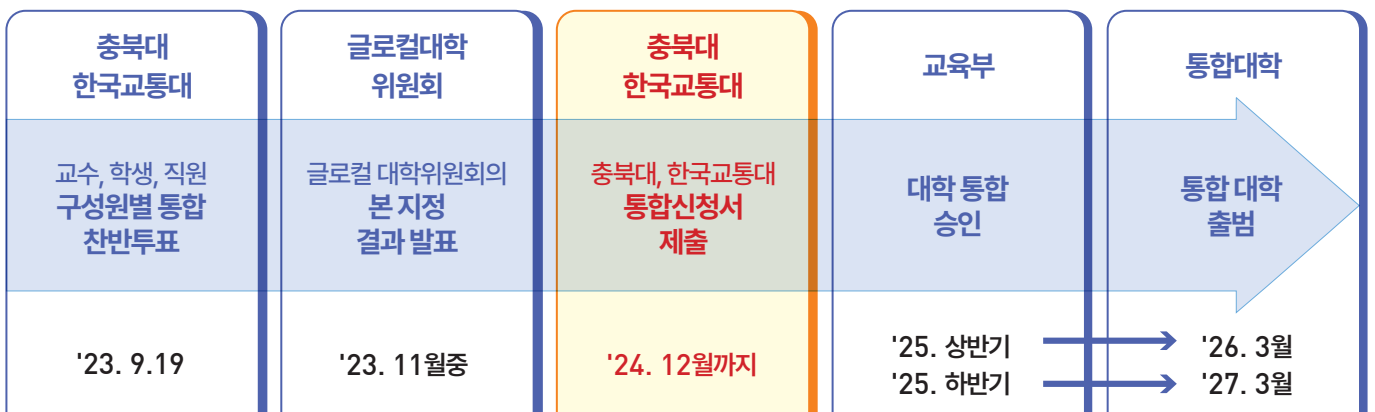 충북대
한국교통대
교수, 학생, 직원
구성원별 통합
찬반투표
'23. 9.19
글로컬대학
위원회
글로컬 대학위원회의
본 지정
결과 발표
'23. 11월중
충북대
한국교통대
충북대, 한국교통대
통합신청서
제출
'24. 12월까지
교육부
대학 통합
승인
'25. 상반기
'25. 하반기
통합대학
통합 대학
출범
'26. 3월
'27. 3월